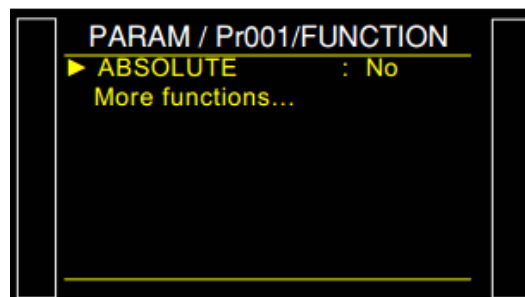 PARAM / Pr001/FUNCTION
ABSOLUTE : No
More functions...